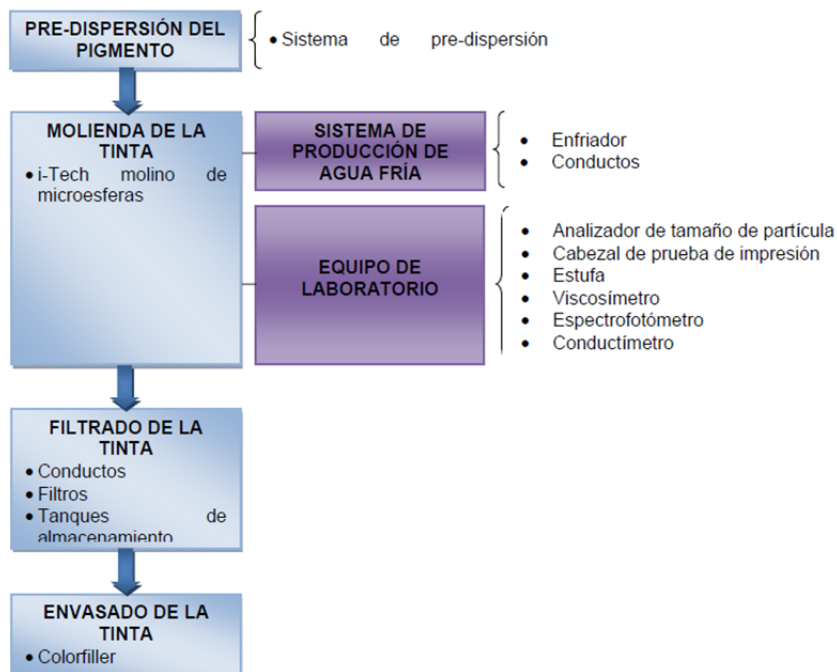 PRE-DISPERSIÓN DEL
PIGMENTO
• Sistema de pre-dispersión
MOLIENDA DE LA
TINTA
• i-Tech molino de
microesferas
SISTEMA DE
PRODUCCIÓN DE
AGUA FRÍA
• Enfriador
• Conductos
EQUIPO DE
LABORATORIO
• Analizador de tamaño de partícula
• Cabezal de prueba de impresión
• Estufa
• Viscosímetro
• Espectrofotómetro
• Conductímetro
FILTRADO DE LA
TINTA
• Conductos
• Filtros
• Tanques de
almacenamiento
ENVASADO DE LA
TINTA
• Colorfiller